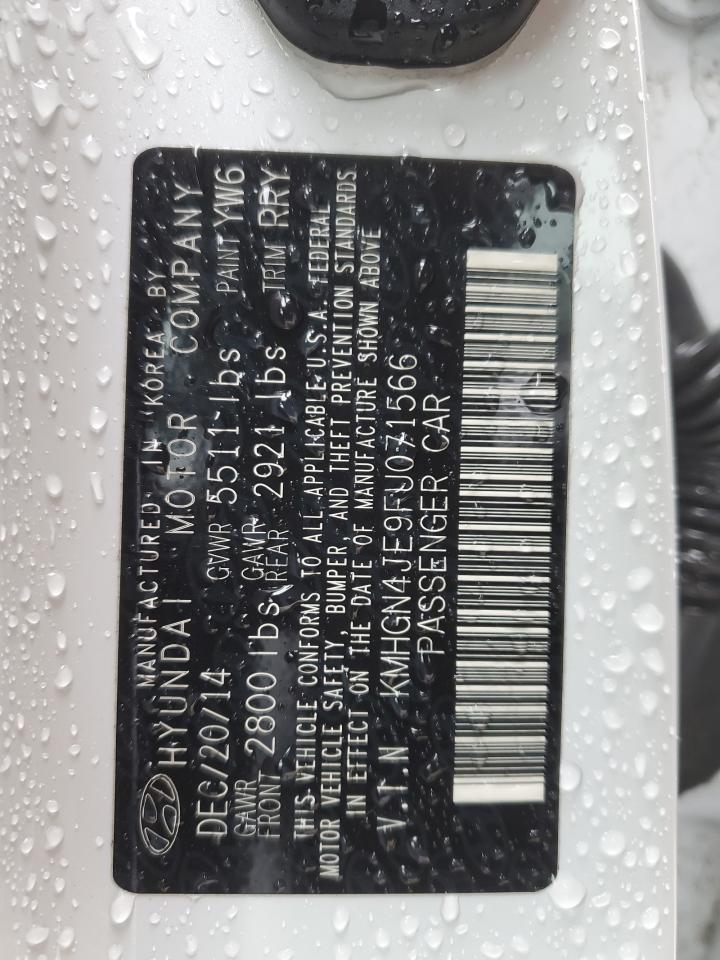 MANUFACTURED IN KOREA BY
HYUNDAI MOTOR COMPANY
DEC/20/14 GVWR 5511 lbs PAINT YW6
GAWR FRONT 2800 lbs GAWR REAR 2921 lbs TRIM RRY
THIS VEHICLE CONFORMS TO ALL APPLICABLE U.S.A. FEDERAL
MOTOR VEHICLE SAFETY, BUMPER, AND THEFT PREVENTION STANDARDS
IN EFFECT ON THE DATE OF MANUFACTURE SHOWN ABOVE
V.I.N KMHGN4JE9FU071566
PASSENGER CAR